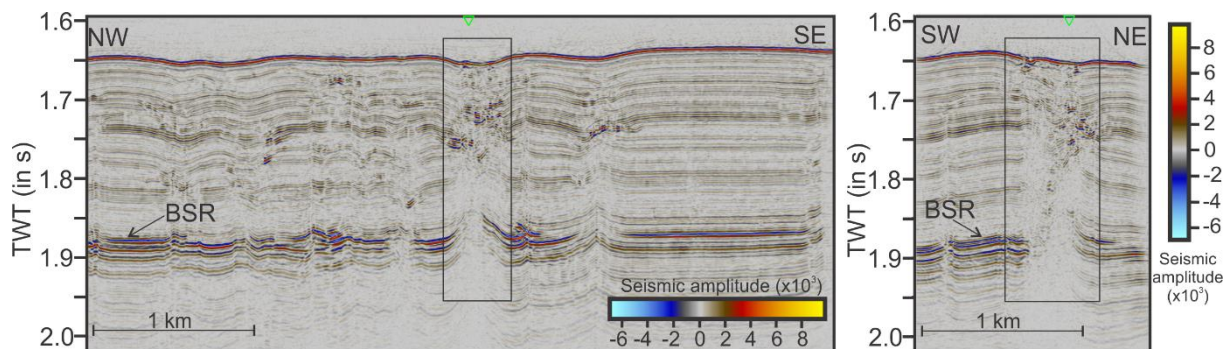 1.6
NW
SE
1.7
1.8
BSR
1.9
2.0
TWT (in s)
1 km
Seismic amplitude (x10³)
-6 -4 -2 0 2 4 6 8
1.6
SW
NE
1.7
1.8
BSR
1.9
2.0
TWT (in s)
1 km
8
6
4
2
0
-2
-4
-6
Seismic
amplitude
(x10³)